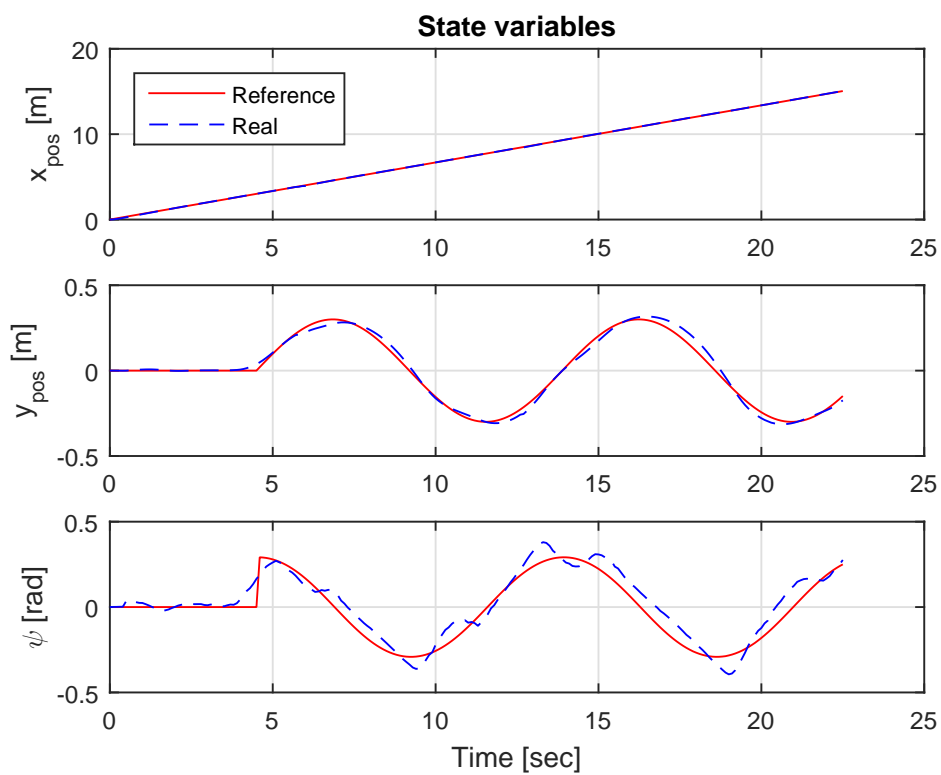 State variables
20
10
0
x_pos [m]
Reference
Real
0 5 10 15 20 25
0.5
0
-0.5
y_pos [m]
0 5 10 15 20 25
0.5
0
-0.5
ψ [rad]
0 5 10 15 20 25
Time [sec]